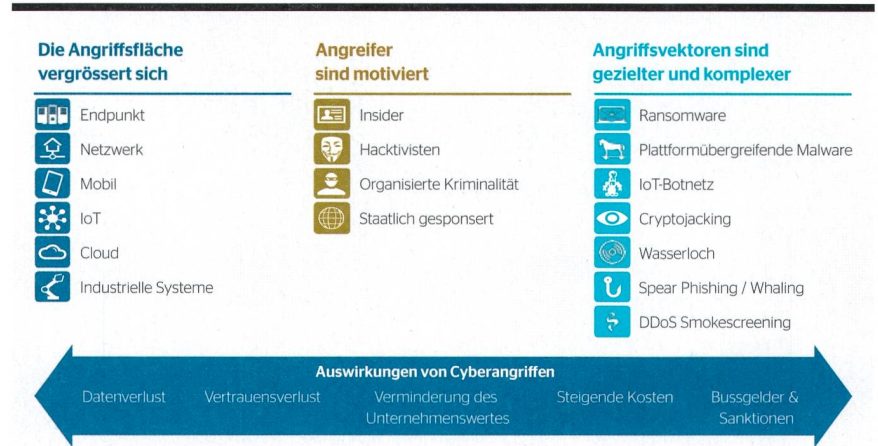 Die Angriffsfläche
vergrössert sich
Endpunkt
Netzwerk
Mobil
IoT
Cloud
Industrielle Systeme
Angreifer
sind motiviert
Insider
Hacktivisten
Organisierte Kriminalität
Staatlich gesponsert
Angriffsvektoren sind
gezielter und komplexer
Ransomware
Plattformübergreifende Malware
IoT-Botnetz
Cryptojacking
Wasserloch
Spear Phishing / Whaling
DDoS Smokescreening
Auswirkungen von Cyberangriffen
Datenverlust
Vertrauensverlust
Verminderung des
Unternehmenswertes
Steigende Kosten
Bussgelder &
Sanktionen